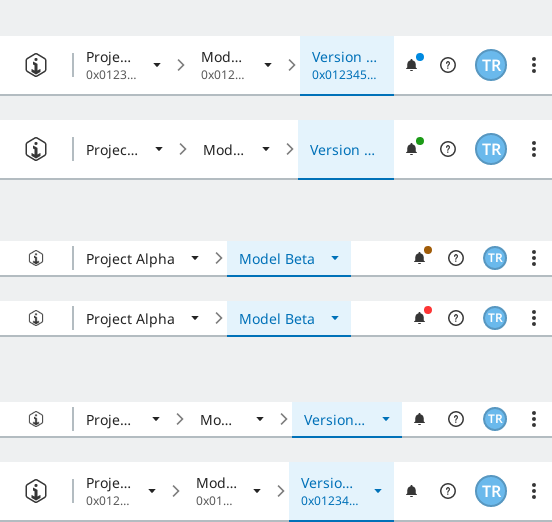 Proje... Mod... Version ...
0x0123... 0x012... 0x012345... TR
Projec... Mod... Version ... TR
Project Alpha Model Beta TR
Project Alpha Model Beta TR
Proje... Mo... Version... TR
Proje... Mod... Versio...
0x012... 0x01... 0x01234... TR